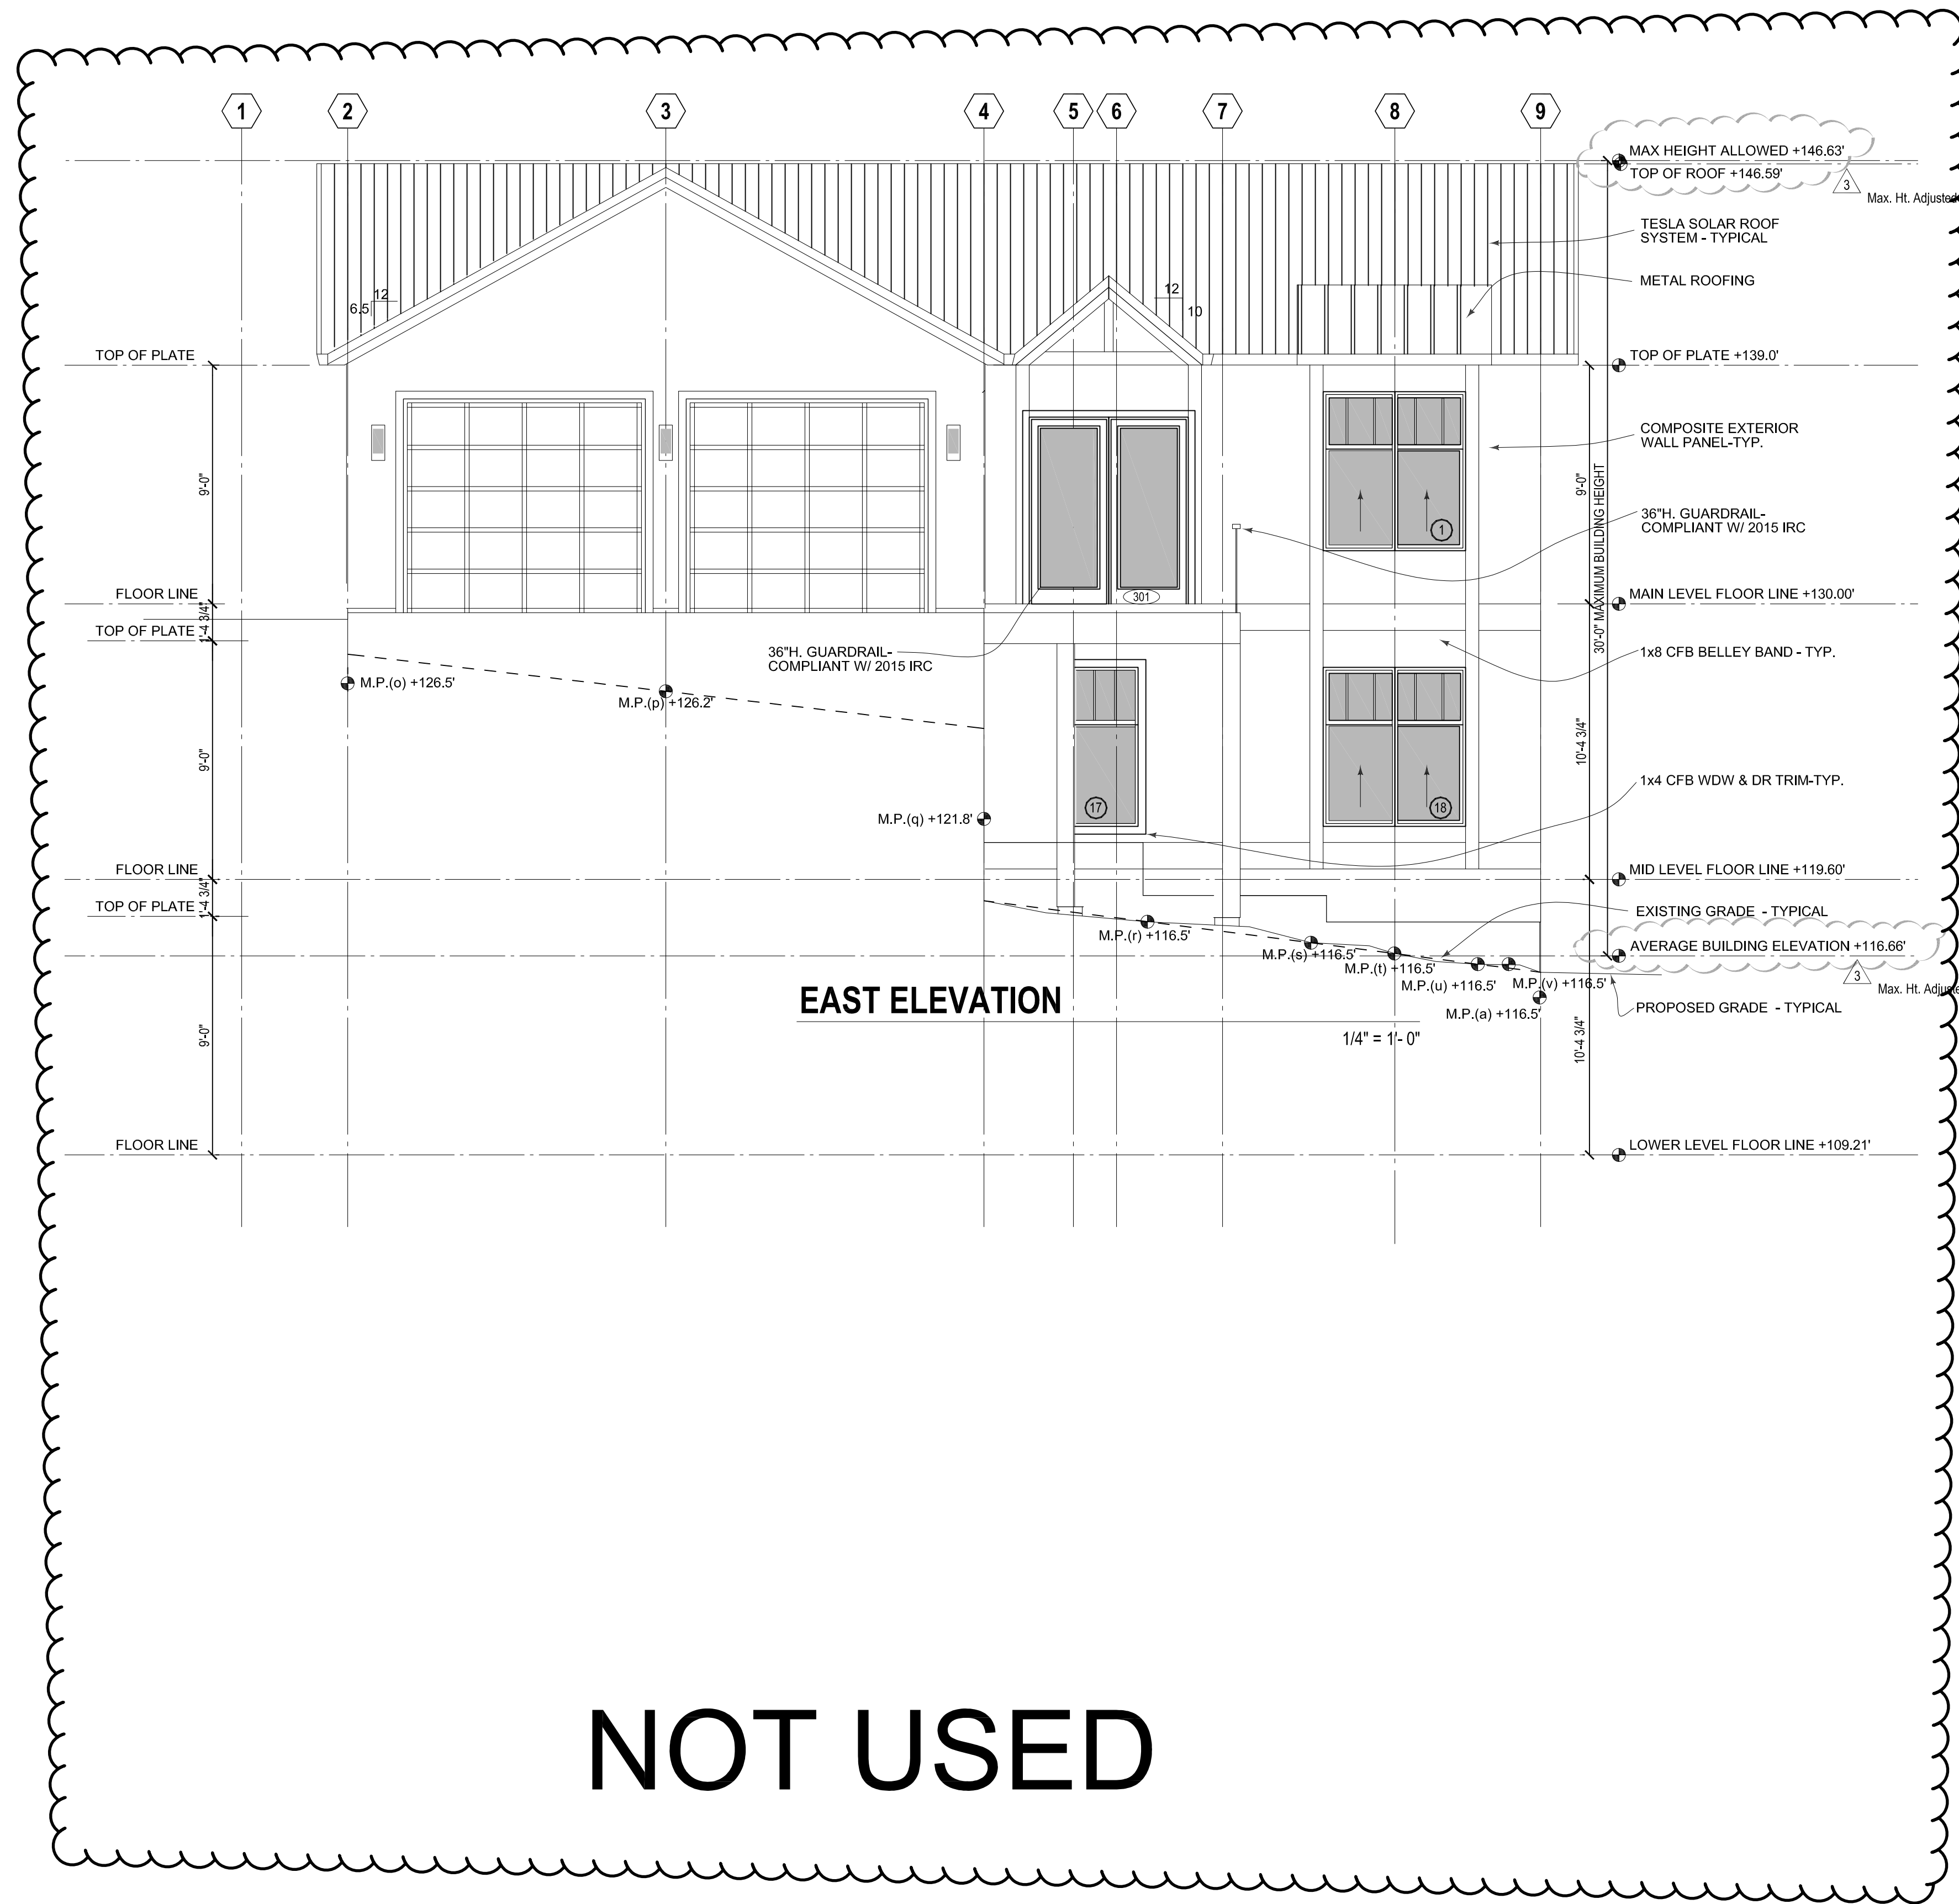 1 2 3 4 5 6 7 8 9
MAX HEIGHT ALLOWED +146.63'
TOP OF ROOF +146.59'
3
Max. Ht. Adjusted
TESLA SOLAR ROOF
SYSTEM - TYPICAL
METAL ROOFING
12
6.5
12
10
TOP OF PLATE
TOP OF PLATE +139.0'
COMPOSITE EXTERIOR
WALL PANEL-TYP.
9'-0"
9'-0"
30'-0" MAXIMUM BUILDING HEIGHT
36"H. GUARDRAIL-
COMPLIANT W/ 2015 IRC
1
301
FLOOR LINE
MAIN LEVEL FLOOR LINE +130.00'
1'-4 3/4"
TOP OF PLATE
36"H. GUARDRAIL-
COMPLIANT W/ 2015 IRC
1x8 CFB BELLEY BAND - TYP.
M.P.(o) +126.5'
M.P.(p) +126.2'
9'-0"
10'-4 3/4"
1x4 CFB WDW & DR TRIM-TYP.
17
18
M.P.(q) +121.8'
FLOOR LINE
MID LEVEL FLOOR LINE +119.60'
1'-4 3/4"
TOP OF PLATE
EXISTING GRADE - TYPICAL
M.P.(r) +116.5'
AVERAGE BUILDING ELEVATION +116.66'
M.P.(s) +116.5'
M.P.(t) +116.5'
M.P.(u) +116.5'
M.P.(v) +116.5'
3
Max. Ht. Adjuste
EAST ELEVATION
M.P.(a) +116.5'
PROPOSED GRADE - TYPICAL
1/4" = 1'- 0"
9'-0"
10'-4 3/4"
FLOOR LINE
LOWER LEVEL FLOOR LINE +109.21'
NOT USED